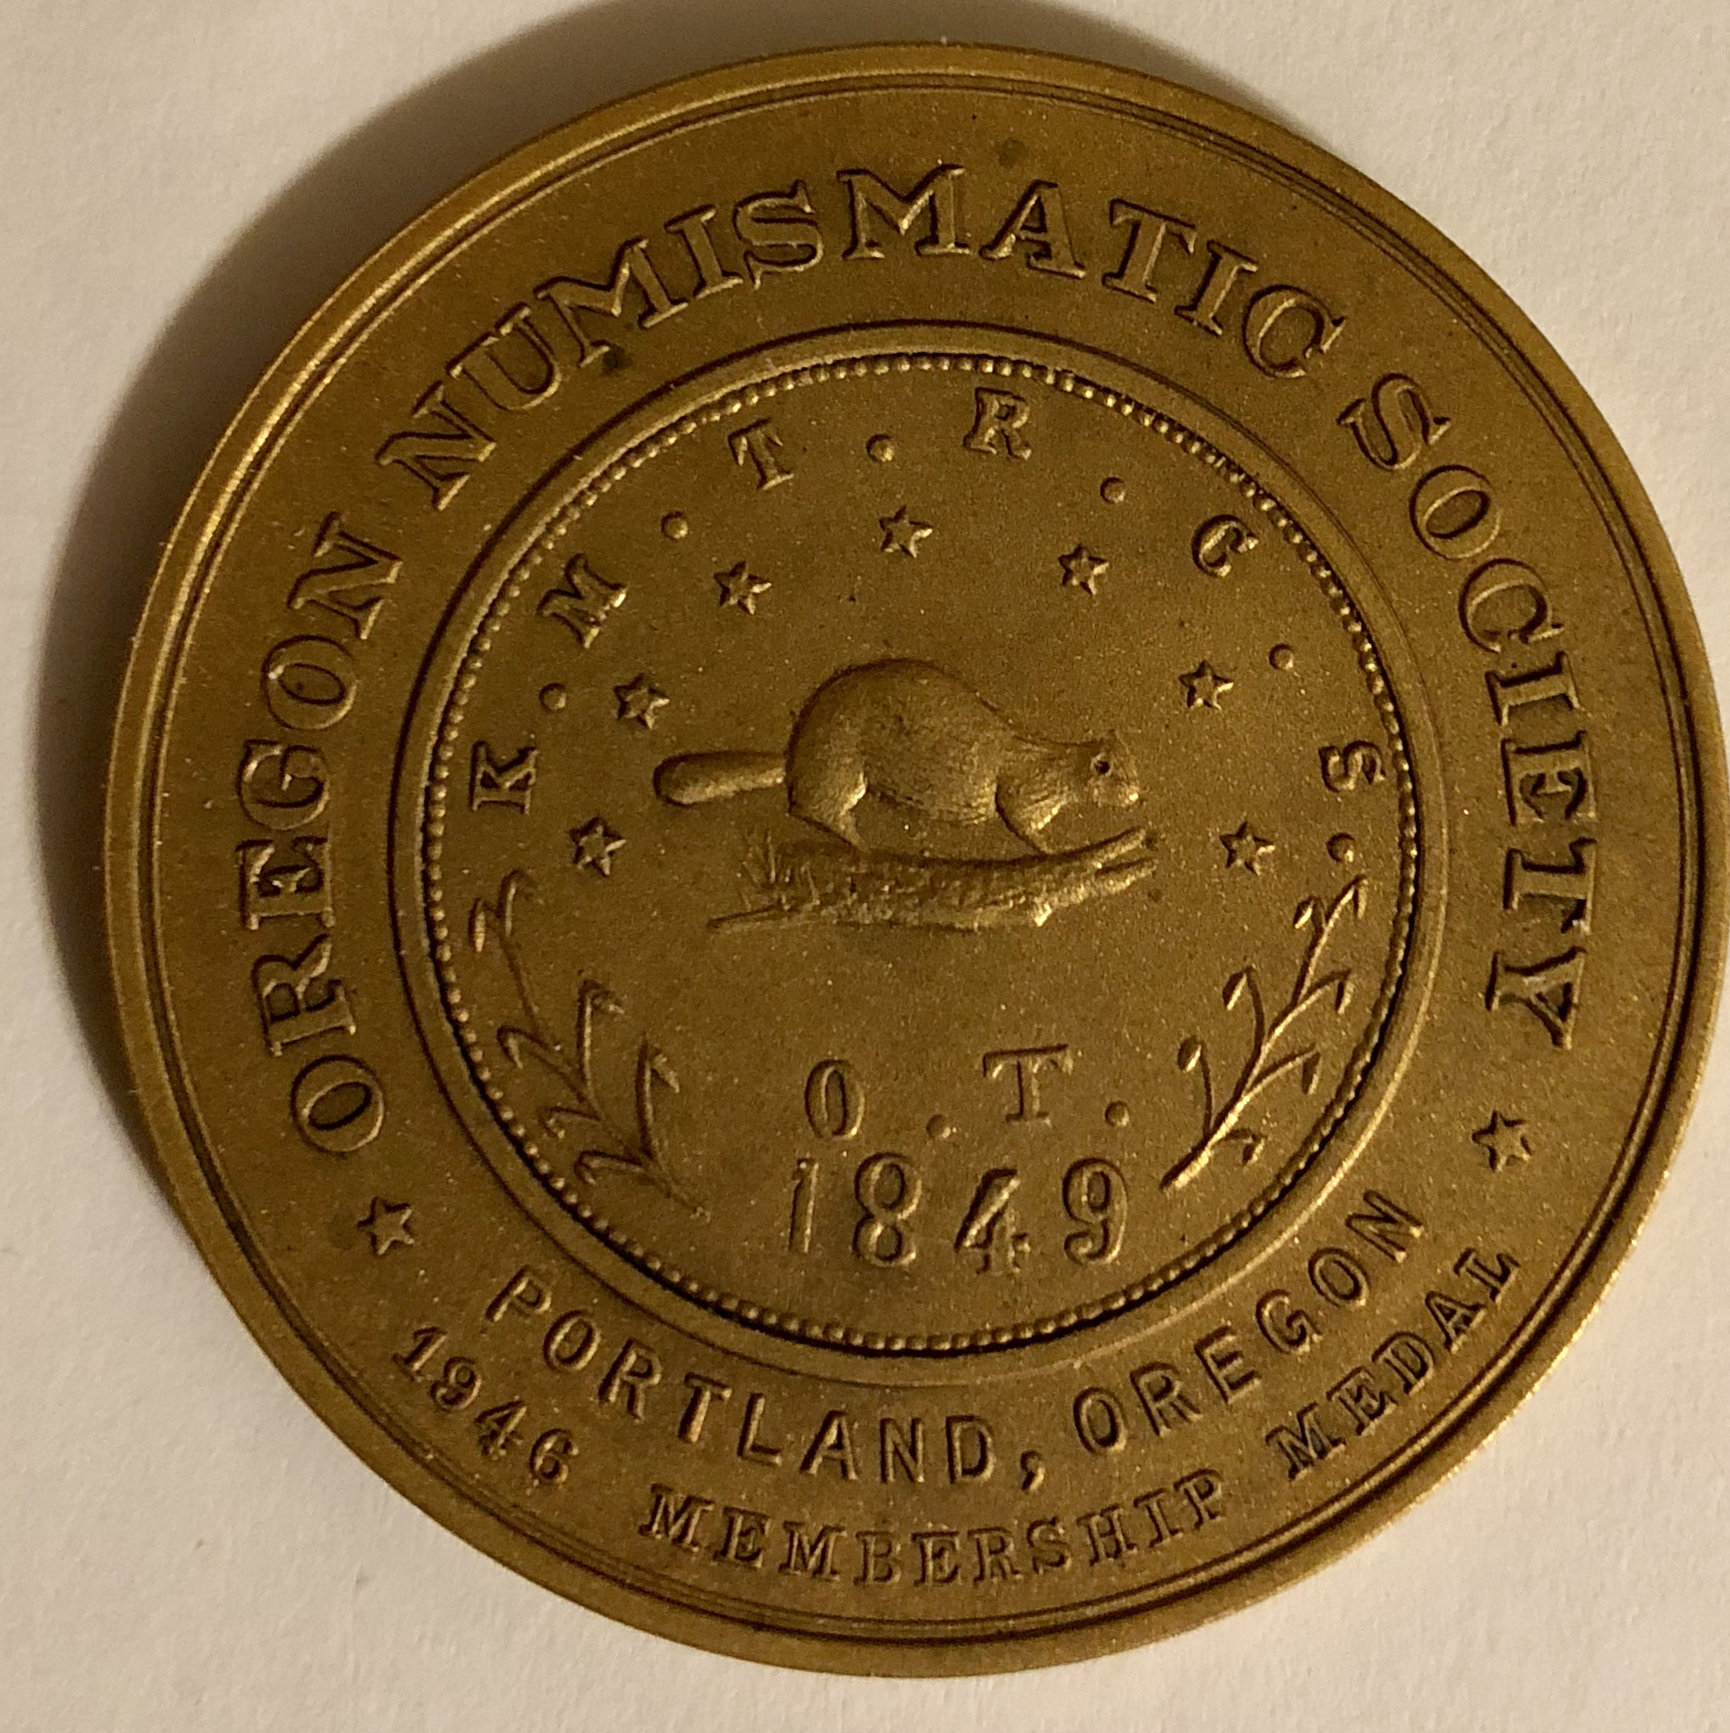 OREGON NUMISMATIC SOCIETY
K . M . T . R . C . S .
O . T .
1849
PORTLAND, OREGON
1946 MEMBERSHIP MEDAL